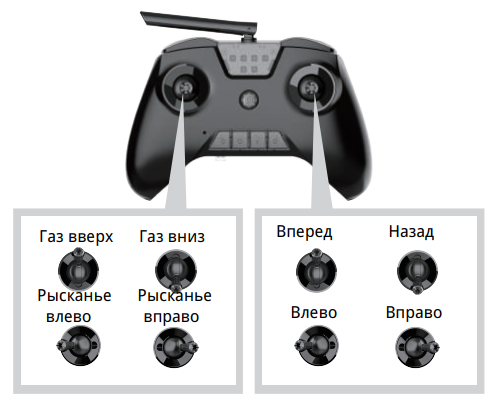 Газ вверх Газ вниз
Рысканье Рысканье
влево вправо
Вперед Назад
Влево Вправо